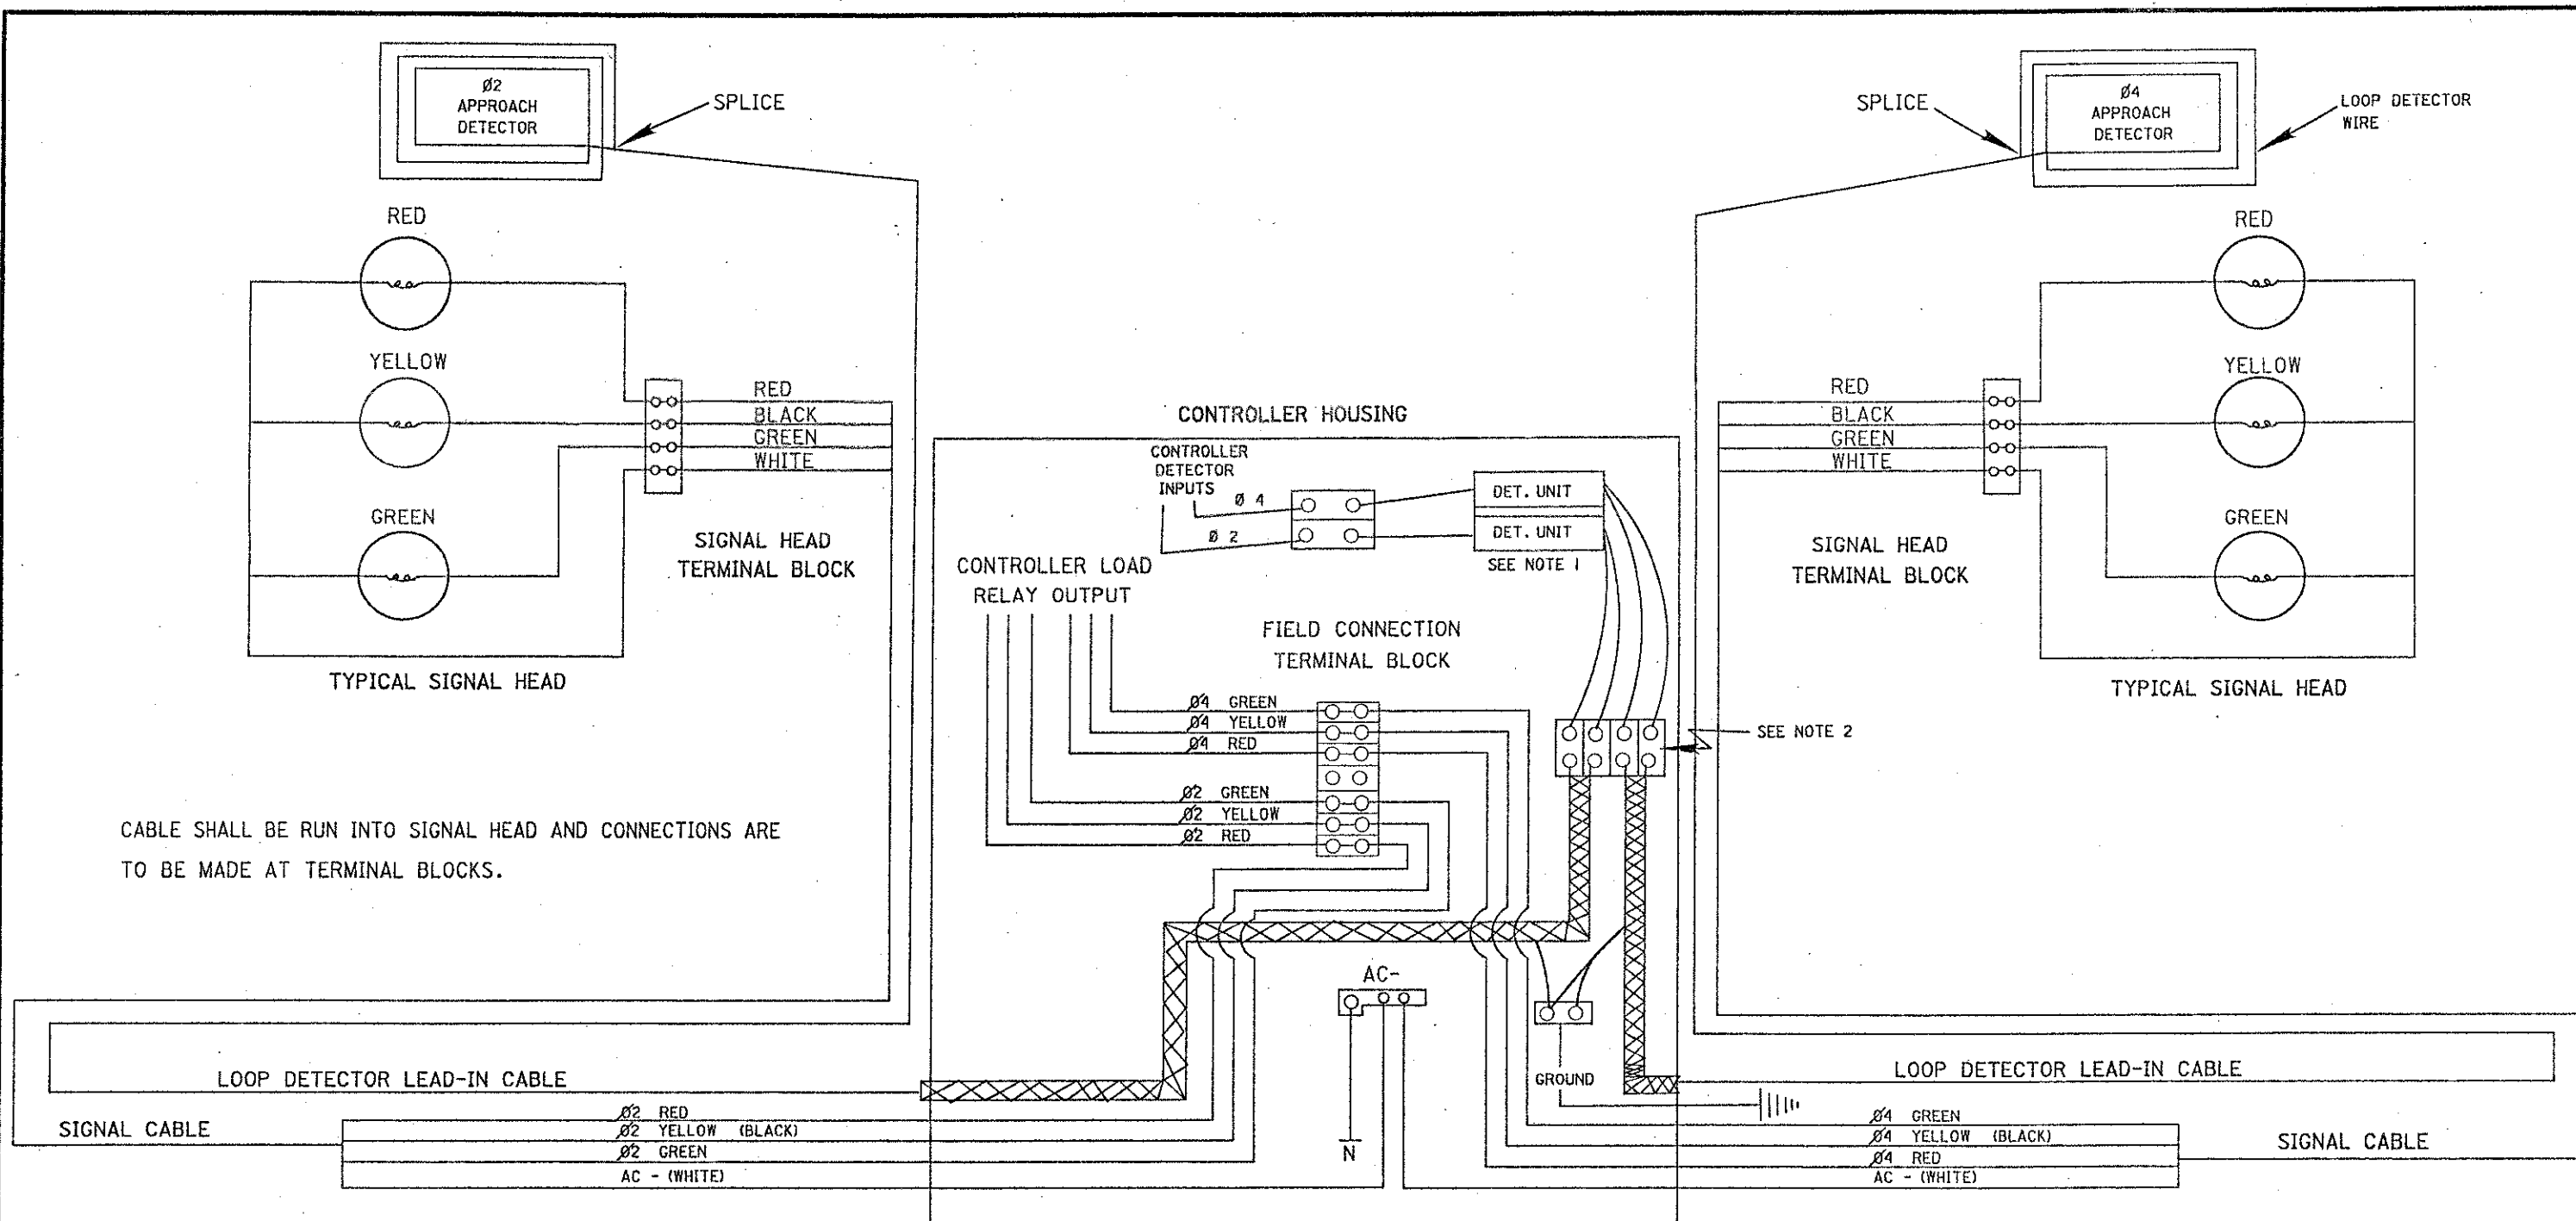 Ø2
APPROACH
DETECTOR
SPLICE
SPLICE
Ø4
APPROACH
DETECTOR
LOOP DETECTOR
WIRE
RED
YELLOW
GREEN
RED
BLACK
GREEN
WHITE
SIGNAL HEAD
TERMINAL BLOCK
TYPICAL SIGNAL HEAD
CONTROLLER HOUSING
CONTROLLER
DETECTOR
INPUTS
Ø 4
Ø 2
DET. UNIT
DET. UNIT
SEE NOTE 1
CONTROLLER LOAD
RELAY OUTPUT
FIELD CONNECTION
TERMINAL BLOCK
Ø4 GREEN
Ø4 YELLOW
Ø4 RED
Ø2 GREEN
Ø2 YELLOW
Ø2 RED
SEE NOTE 2
RED
BLACK
GREEN
WHITE
SIGNAL HEAD
TERMINAL BLOCK
RED
YELLOW
GREEN
TYPICAL SIGNAL HEAD
CABLE SHALL BE RUN INTO SIGNAL HEAD AND CONNECTIONS ARE
TO BE MADE AT TERMINAL BLOCKS.
AC-
N
GROUND
LOOP DETECTOR LEAD-IN CABLE
SIGNAL CABLE
Ø2 RED
Ø2 YELLOW (BLACK)
Ø2 GREEN
AC - (WHITE)
LOOP DETECTOR LEAD-IN CABLE
Ø4 GREEN
Ø4 YELLOW (BLACK)
Ø4 RED
AC - (WHITE)
SIGNAL CABLE